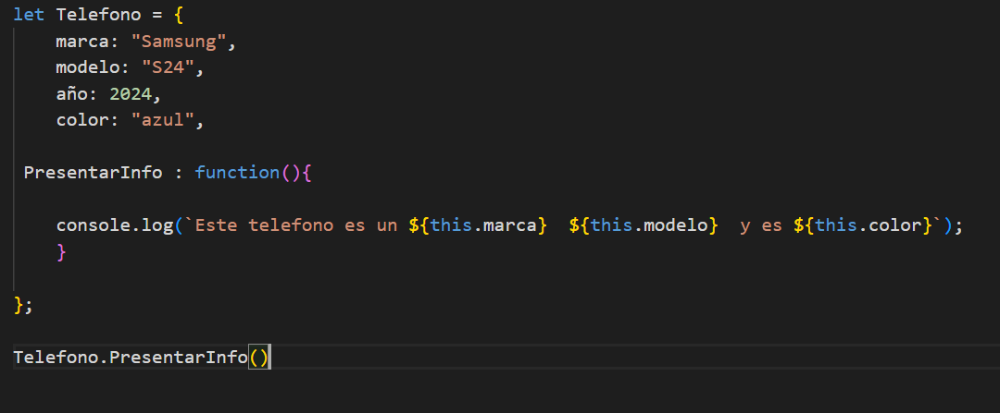 let Telefono = {
    marca: "Samsung",
    modelo: "S24",
    año: 2024,
    color: "azul",
 PresentarInfo : function(){
    console.log(`Este telefono es un ${this.marca}  ${this.modelo}  y es ${this.color}`);
    }
};
Telefono.PresentarInfo()